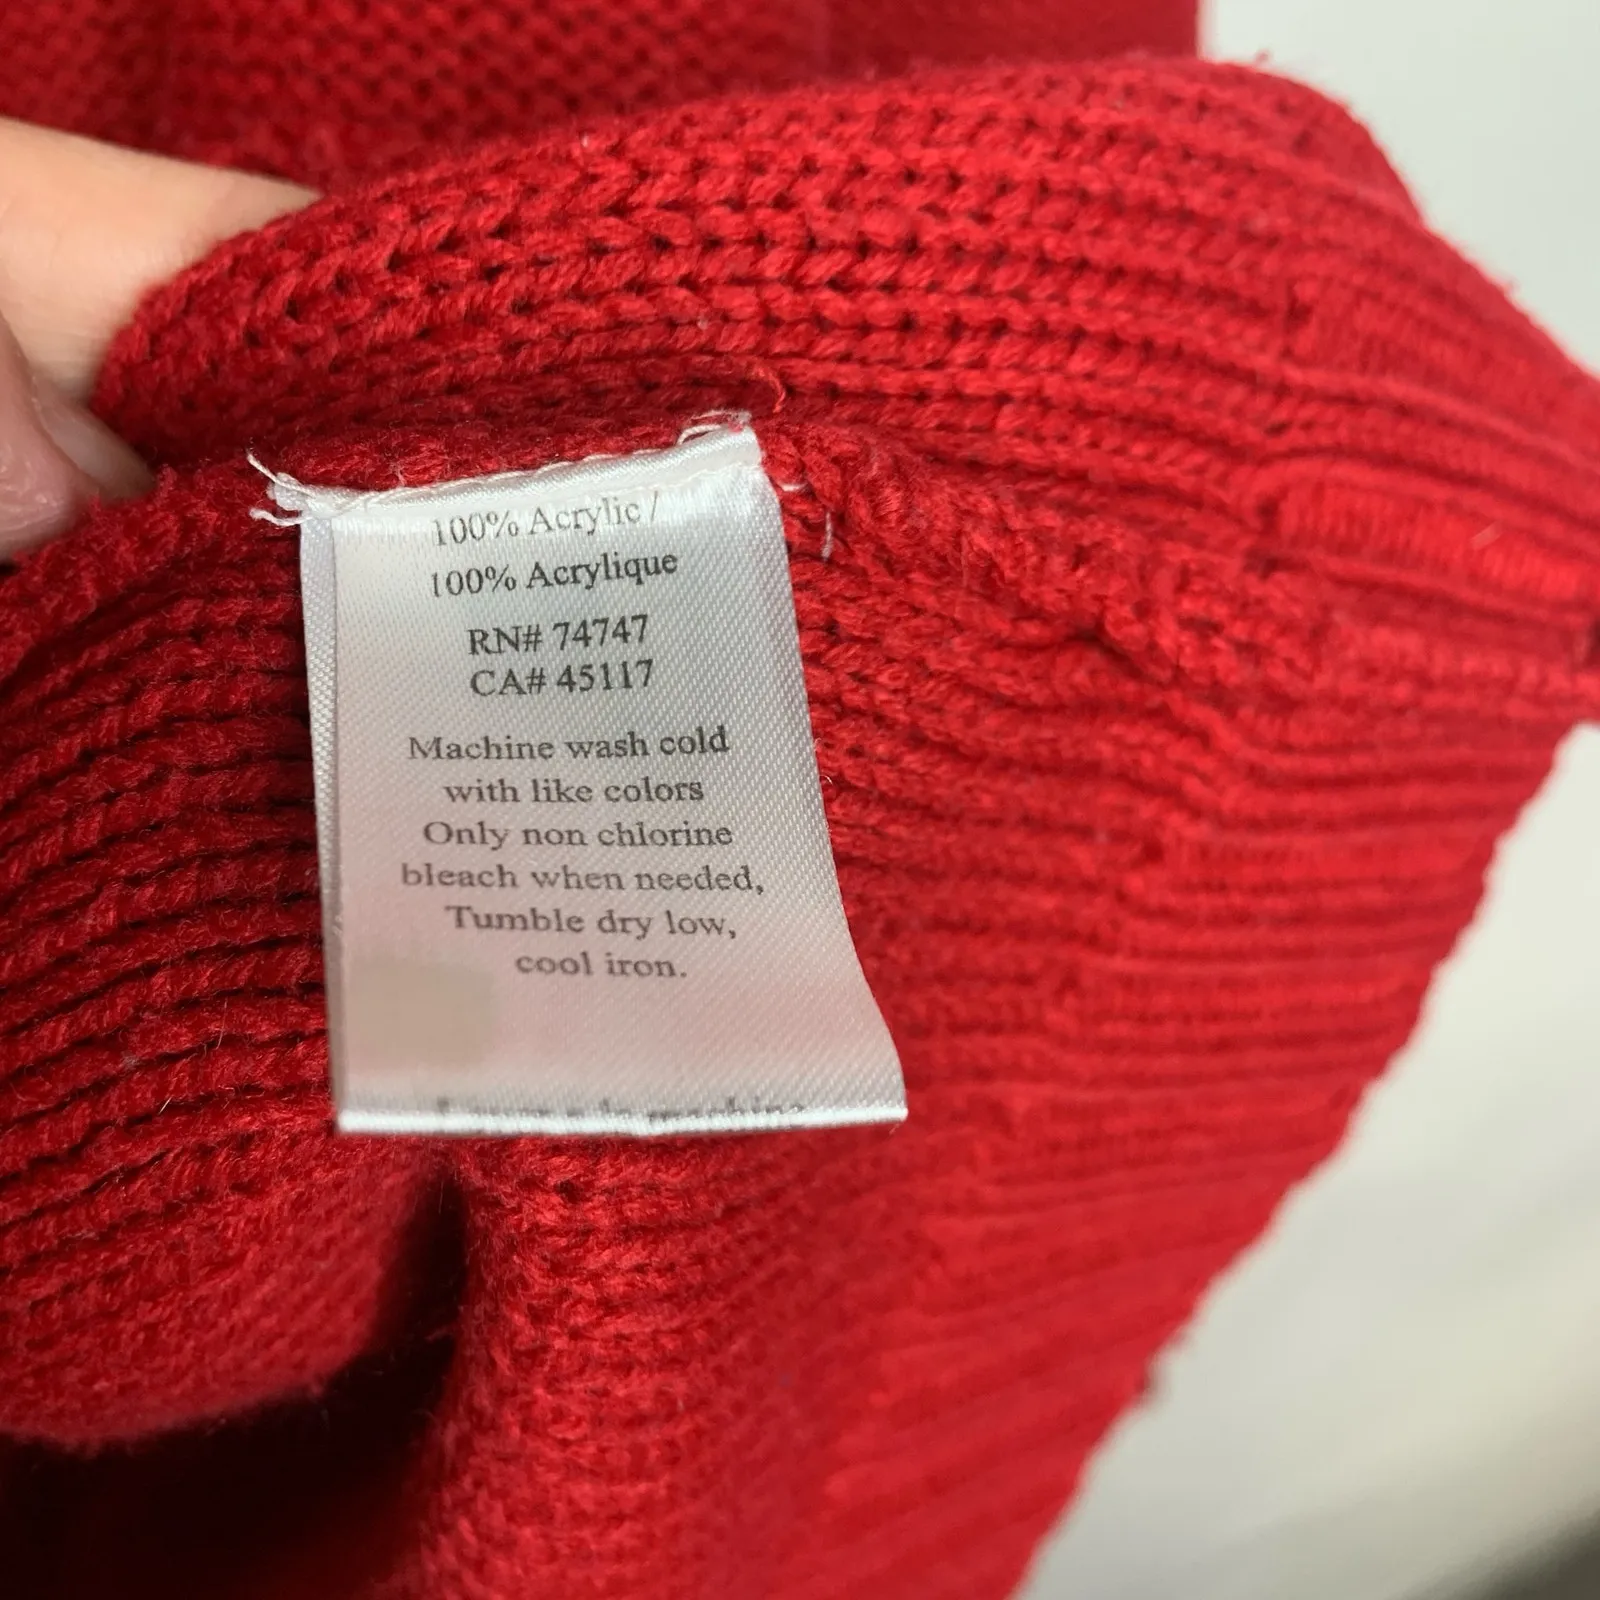 100% Acrylic /
100% Acrylique
RN# 74747
CA# 45117
Machine wash cold
with like colors
Only non chlorine
bleach when needed,
Tumble dry low,
cool iron.